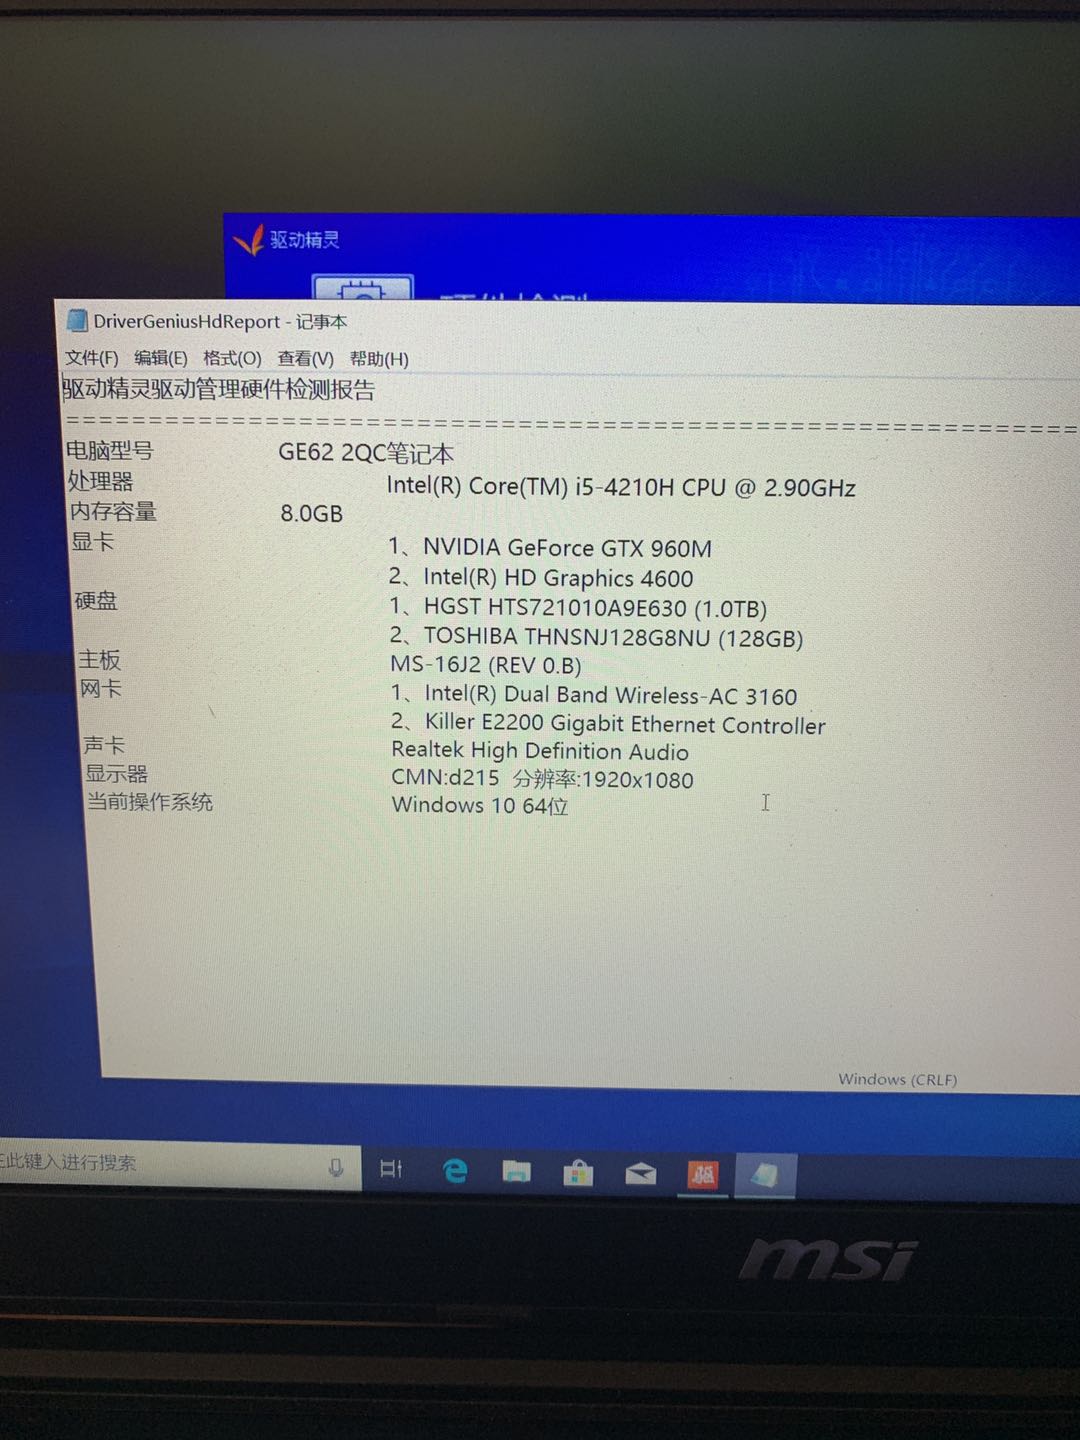 驱动精灵
DriverGeniusHdReport - 记事本
文件(F) 编辑(E) 格式(O) 查看(V) 帮助(H)
驱动精灵驱动管理硬件检测报告
电脑型号 GE62 2QC笔记本
处理器 Intel(R) Core(TM) i5-4210H CPU @ 2.90GHz
内存容量 8.0GB
显卡 1、NVIDIA GeForce GTX 960M
2、Intel(R) HD Graphics 4600
硬盘 1、HGST HTS721010A9E630 (1.0TB)
2、TOSHIBA THNSNJ128G8NU (128GB)
主板 MS-16J2 (REV 0.B)
网卡 1、Intel(R) Dual Band Wireless-AC 3160
2、Killer E2200 Gigabit Ethernet Controller
声卡 Realtek High Definition Audio
显示器 CMN:d215 分辨率:1920x1080
当前操作系统 Windows 10 64位
Windows (CRLF)
此键入进行搜索
msi